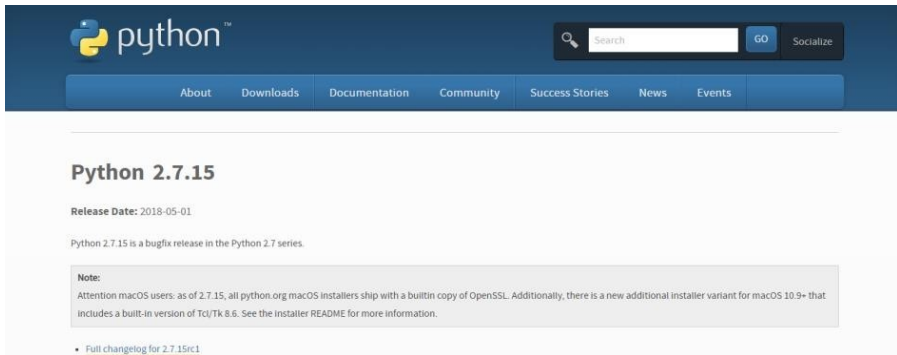 python™
Search
GO
Socialize
About Downloads Documentation Community Success Stories News Events
Python 2.7.15
Release Date: 2018-05-01
Python 2.7.15 is a bugfix release in the Python 2.7 series.
Note:
Attention macOS users: as of 2.7.15, all python.org macOS installers ship with a builtin copy of OpenSSL. Additionally, there is a new additional installer variant for macOS 10.9+ that
includes a built-in version of Tcl/Tk 8.6. See the installer README for more information.
• Full changelog for 2.7.15rc1